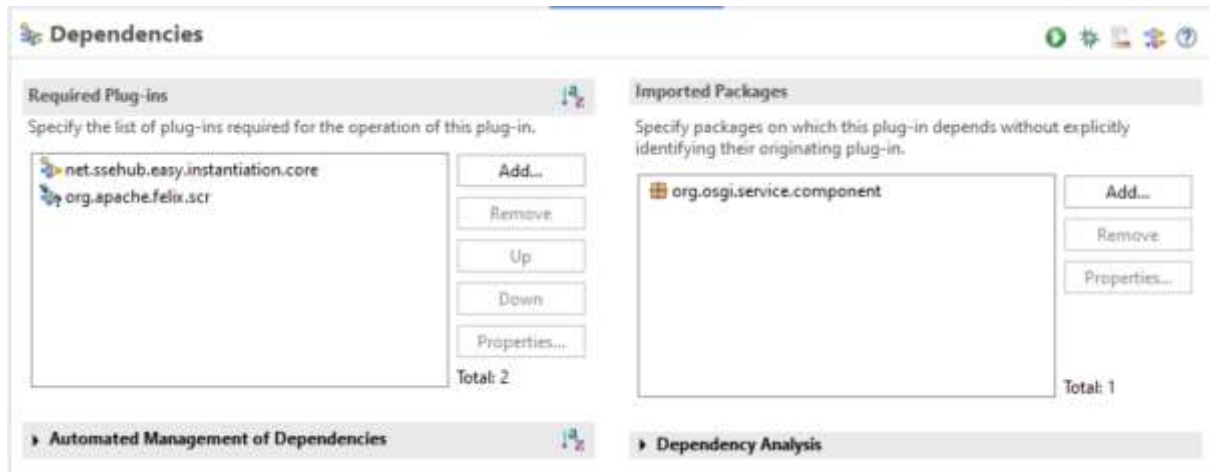 Dependencies
Required Plug-ins
Specify the list of plug-ins required for the operation of this plug-in.
net.ssehub.easy.instantiation.core
org.apache.felix.scr
Add...
Remove
Up
Down
Properties...
Total: 2
Automated Management of Dependencies
Imported Packages
Specify packages on which this plug-in depends without explicitly
identifying their originating plug-in.
org.osgi.service.component
Add...
Remove
Properties...
Total: 1
Dependency Analysis